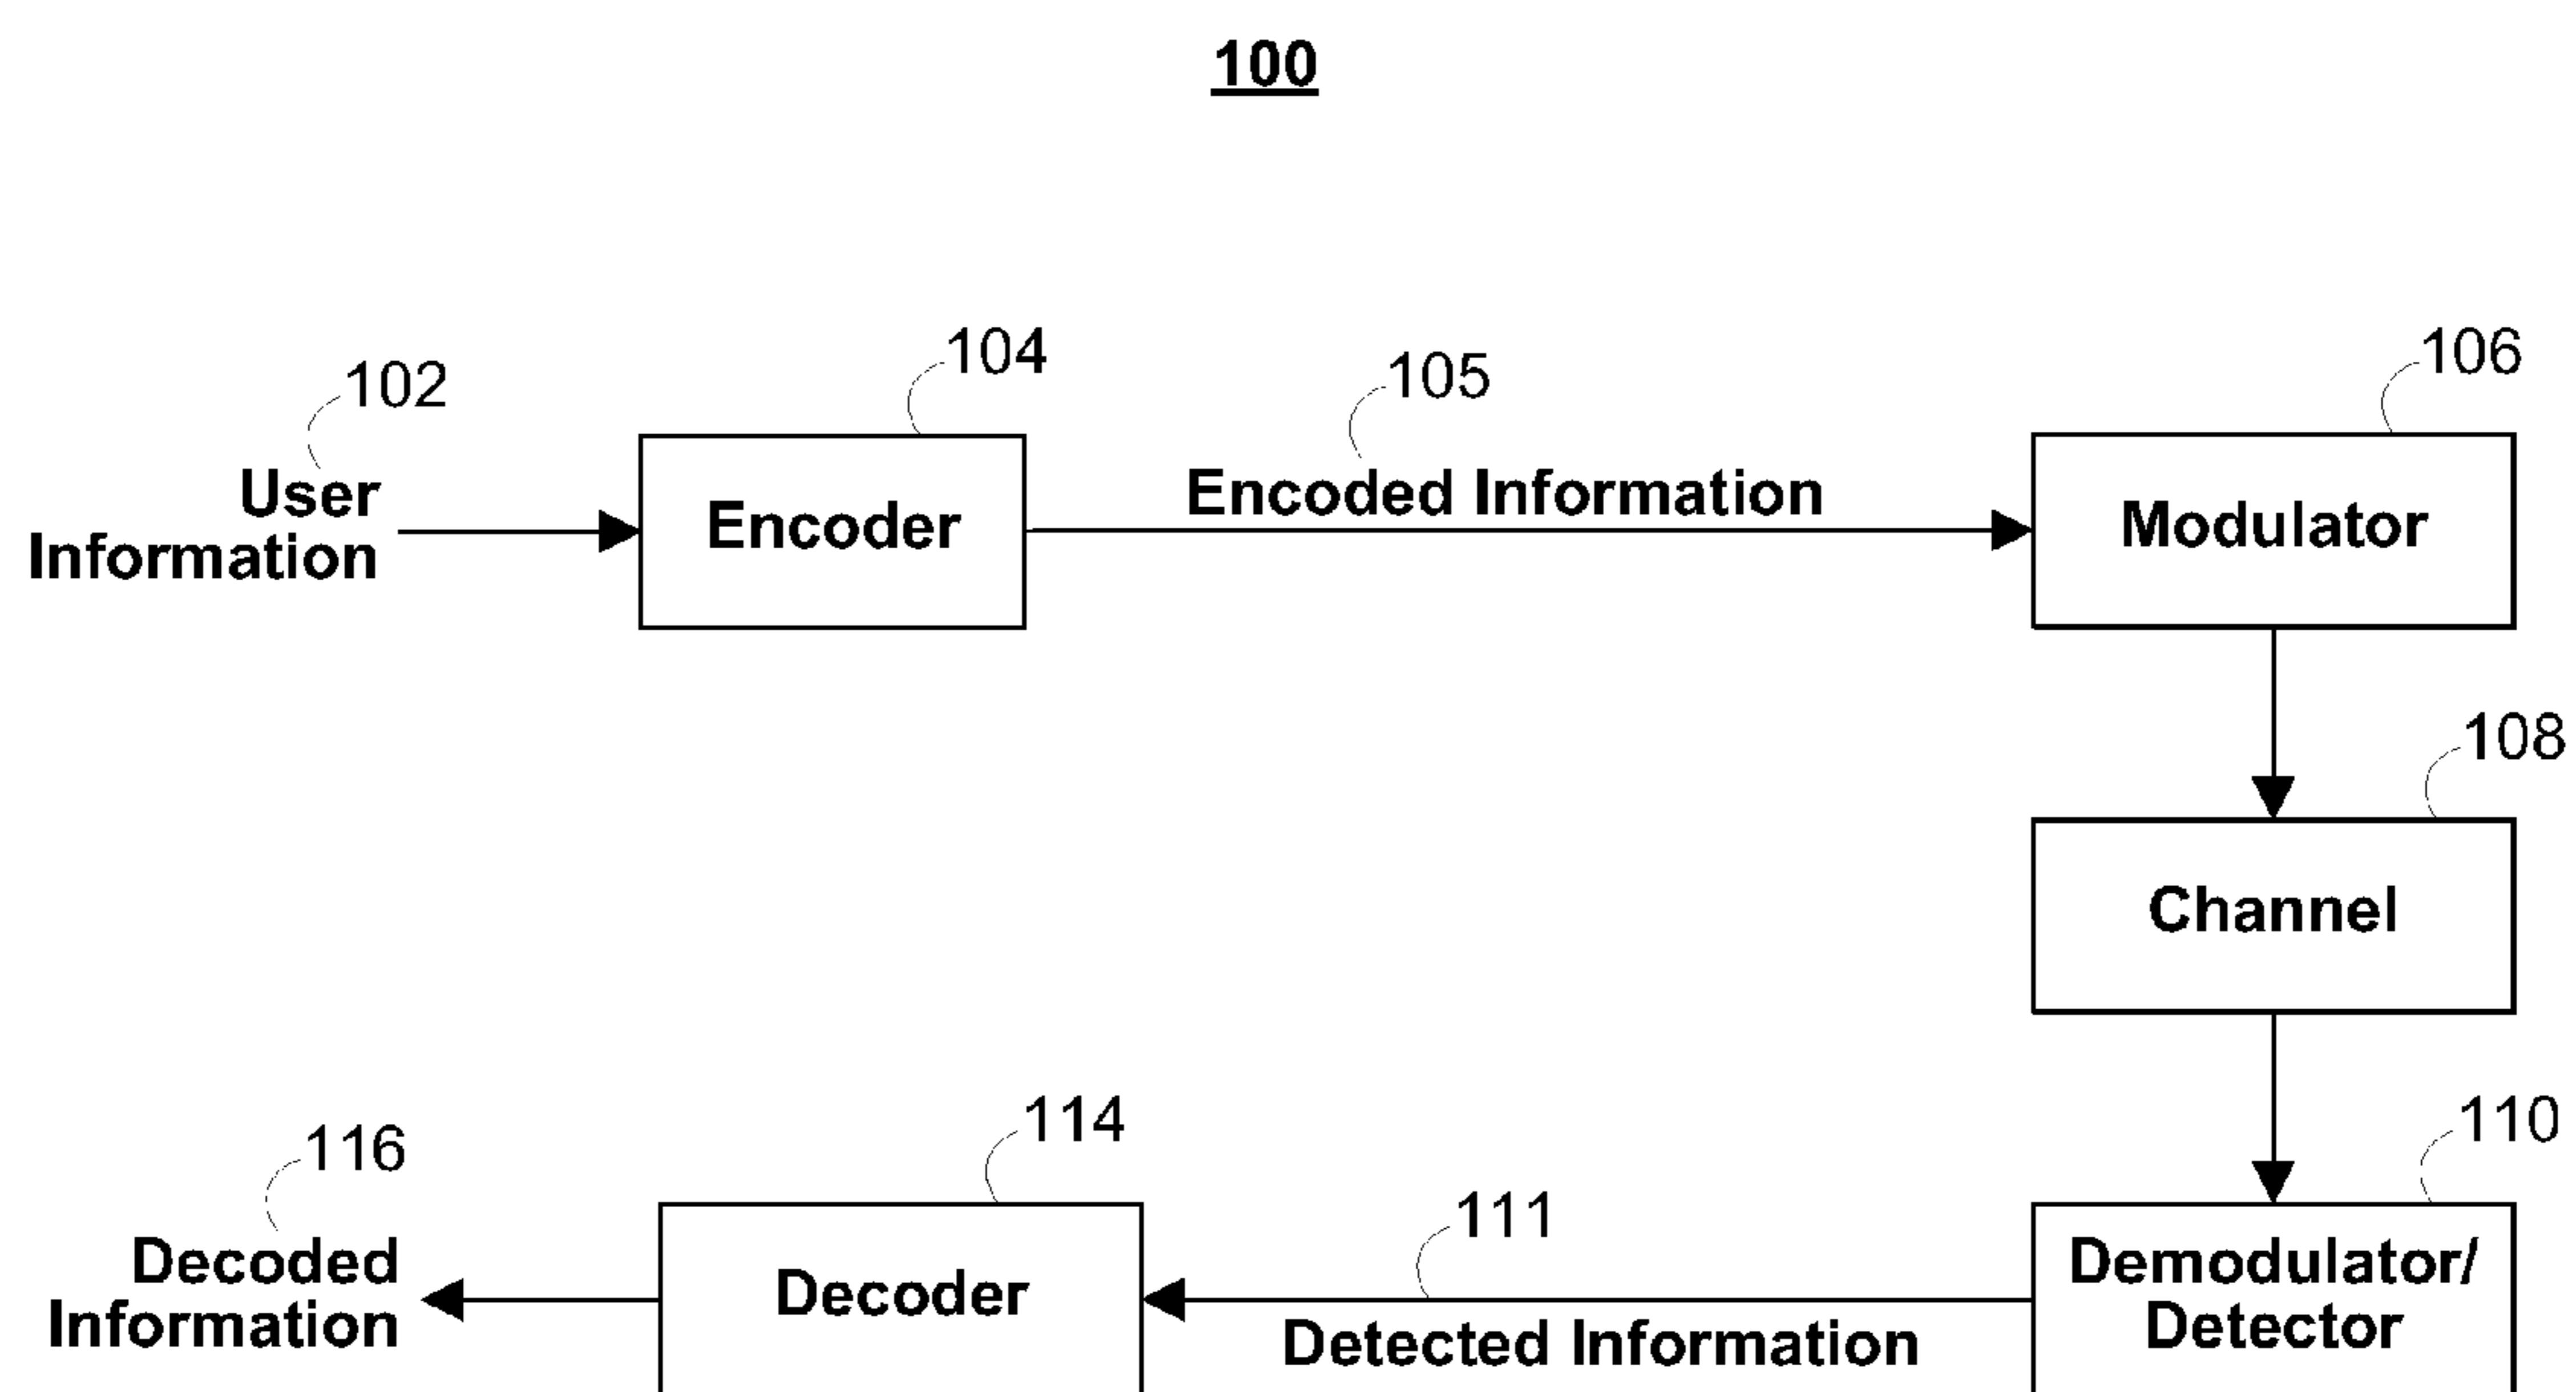 100
102
104
105
106
User
Information
Encoder
Encoded Information
Modulator
108
Channel
116
114
111
110
Decoded
Information
Decoder
Detected Information
Demodulator/
Detector